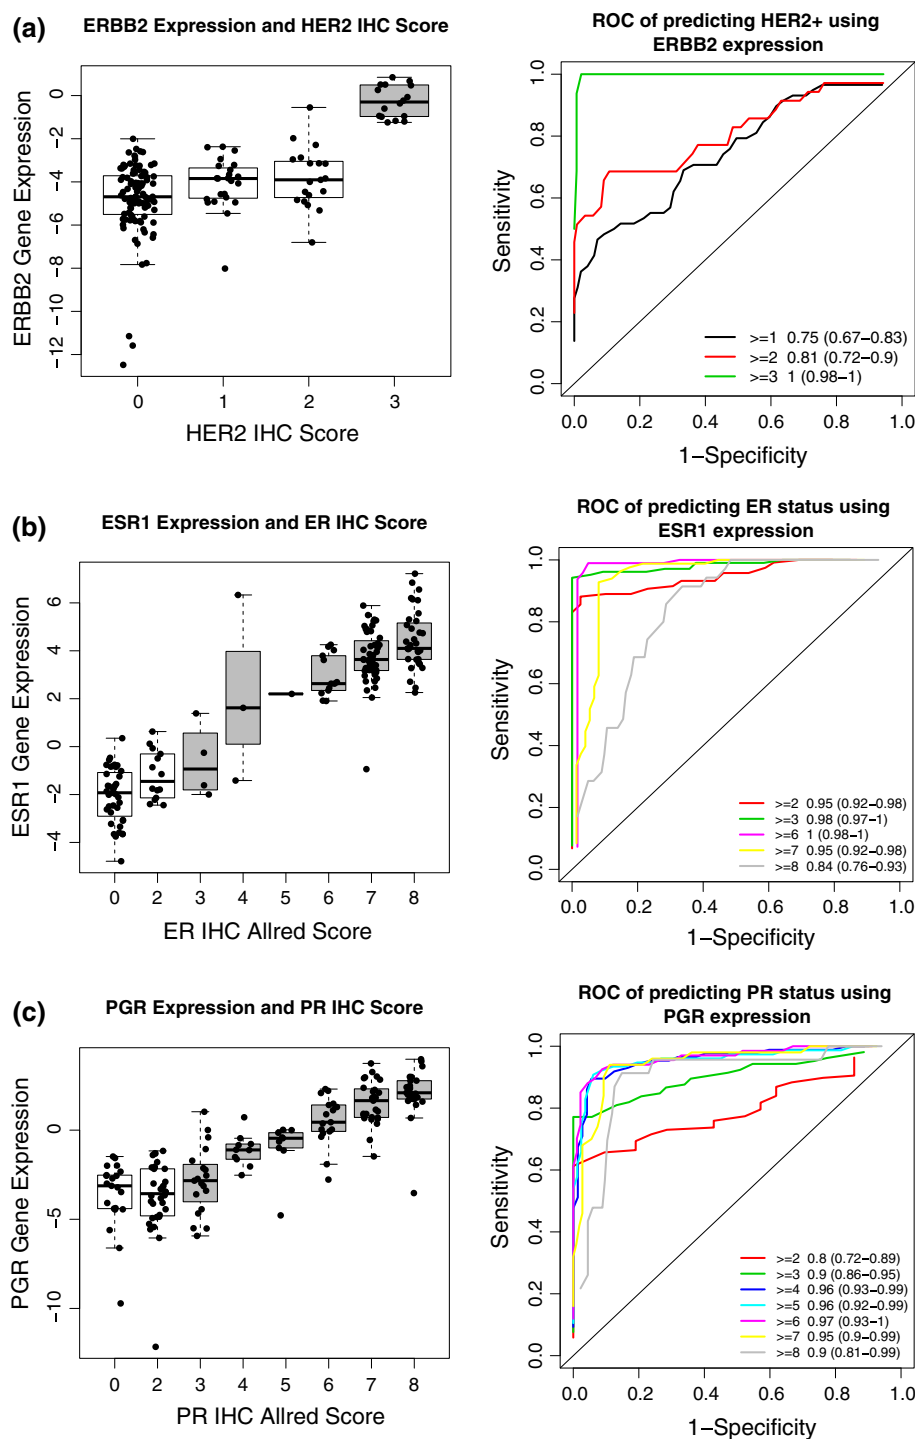 (a)
ERBB2 Expression and HER2 IHC Score
ERBB2 Gene Expression
0
−2
−4
−6
−8
−10
−12
0 1 2 3
HER2 IHC Score
ROC of predicting HER2+ using
ERBB2 expression
Sensitivity
1.0
0.8
0.6
0.4
0.2
0.0
>=1 0.75 (0.67−0.83)
>=2 0.81 (0.72−0.9)
>=3 1 (0.98−1)
0.0 0.2 0.4 0.6 0.8 1.0
1−Specificity
(b)
ESR1 Expression and ER IHC Score
ESR1 Gene Expression
6
4
2
0
−2
−4
0 2 3 4 5 6 7 8
ER IHC Allred Score
ROC of predicting ER status using
ESR1 expression
Sensitivity
1.0
0.8
0.6
0.4
0.2
0.0
>=2 0.95 (0.92−0.98)
>=3 0.98 (0.97−1)
>=6 1 (0.98−1)
>=7 0.95 (0.92−0.98)
>=8 0.84 (0.76−0.93)
0.0 0.2 0.4 0.6 0.8 1.0
1−Specificity
(c)
PGR Expression and PR IHC Score
PGR Gene Expression
0
−5
−10
0 2 3 4 5 6 7 8
PR IHC Allred Score
ROC of predicting PR status using
PGR expression
Sensitivity
1.0
0.8
0.6
0.4
0.2
0.0
>=2 0.8 (0.72−0.89)
>=3 0.9 (0.86−0.95)
>=4 0.96 (0.93−0.99)
>=5 0.96 (0.92−0.99)
>=6 0.97 (0.93−1)
>=7 0.95 (0.9−0.99)
>=8 0.9 (0.81−0.99)
0.0 0.2 0.4 0.6 0.8 1.0
1−Specificity